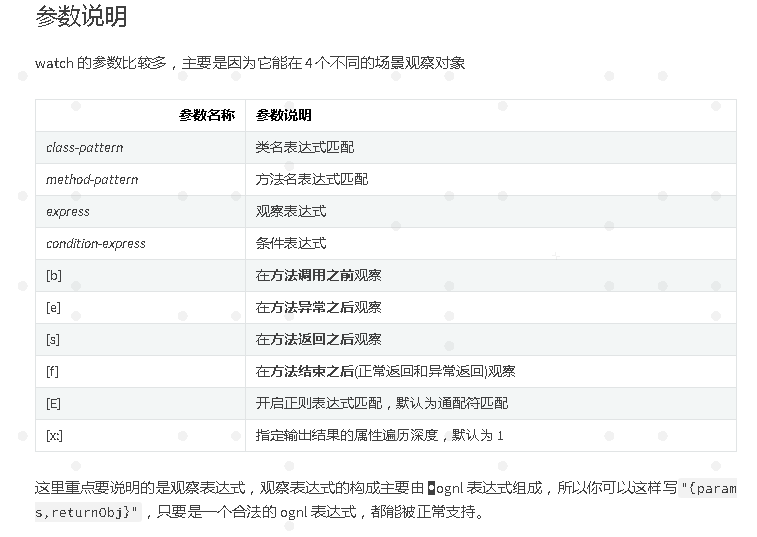 参数说明
watch 的参数比较多，主要是因为它能在 4 个不同的场景观察对象
参数名称 参数说明
class-pattern 类名表达式匹配
method-pattern 方法名表达式匹配
express 观察表达式
condition-express 条件表达式
[b] 在方法调用之前观察
[e] 在方法异常之后观察
[s] 在方法返回之后观察
[f] 在方法结束之后(正常返回和异常返回)观察
[E] 开启正则表达式匹配，默认为通配符匹配
[x:] 指定输出结果的属性遍历深度，默认为 1
这里重点要说明的是观察表达式，观察表达式的构成主要由 ognl 表达式组成，所以你可以这样写"{param
s,returnObj}"，只要是一个合法的 ognl 表达式，都能被正常支持。